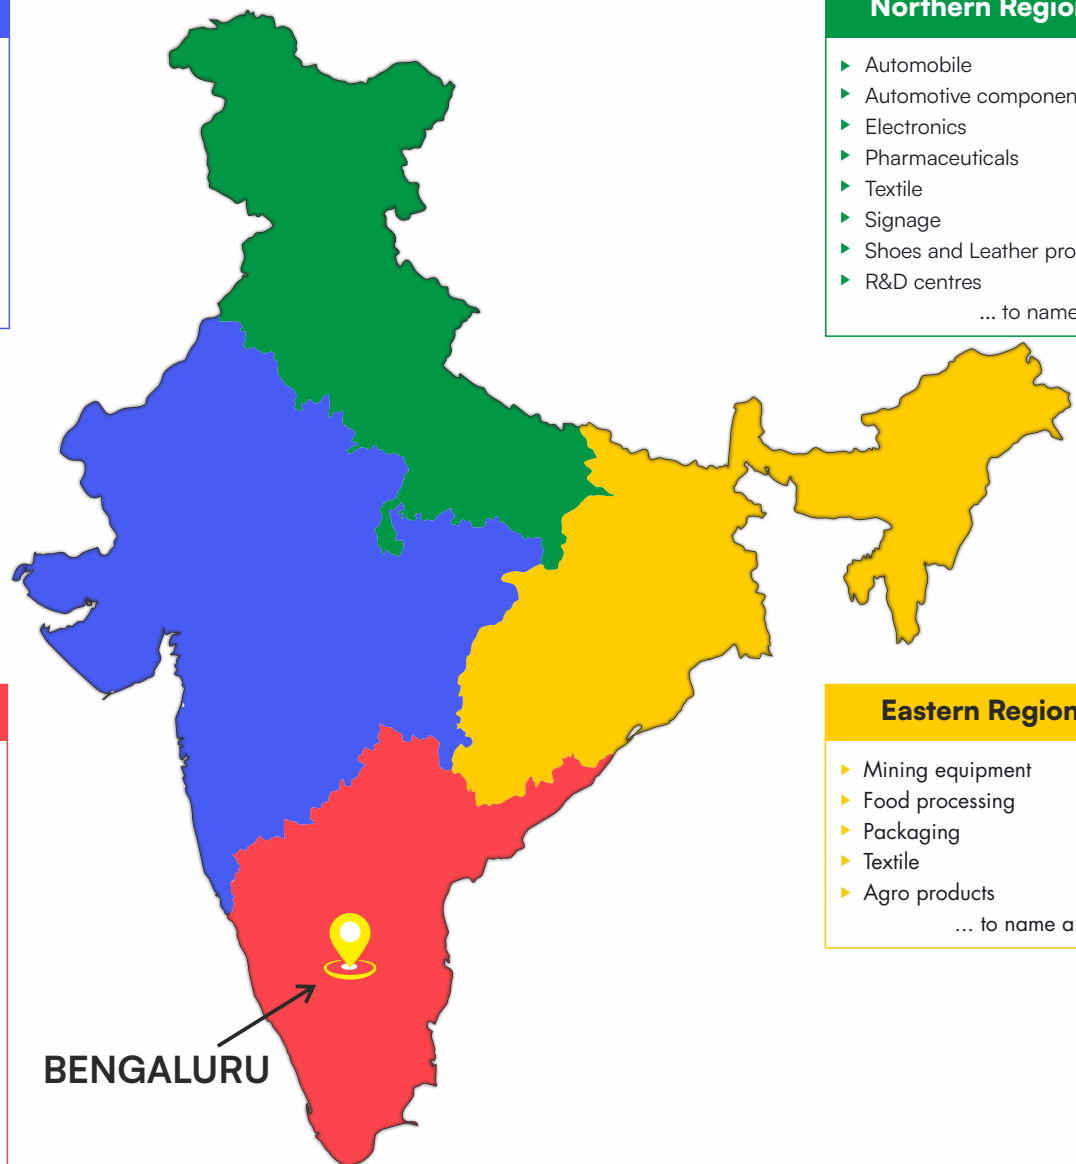 Northern Region
Automobile
Automotive componen
Electronics
Pharmaceuticals
Textile
Signage
Shoes and Leather pro
R&D centres
... to name
Eastern Region
Mining equipment
Food processing
Packaging
Textile
Agro products
... to name a
BENGALURU